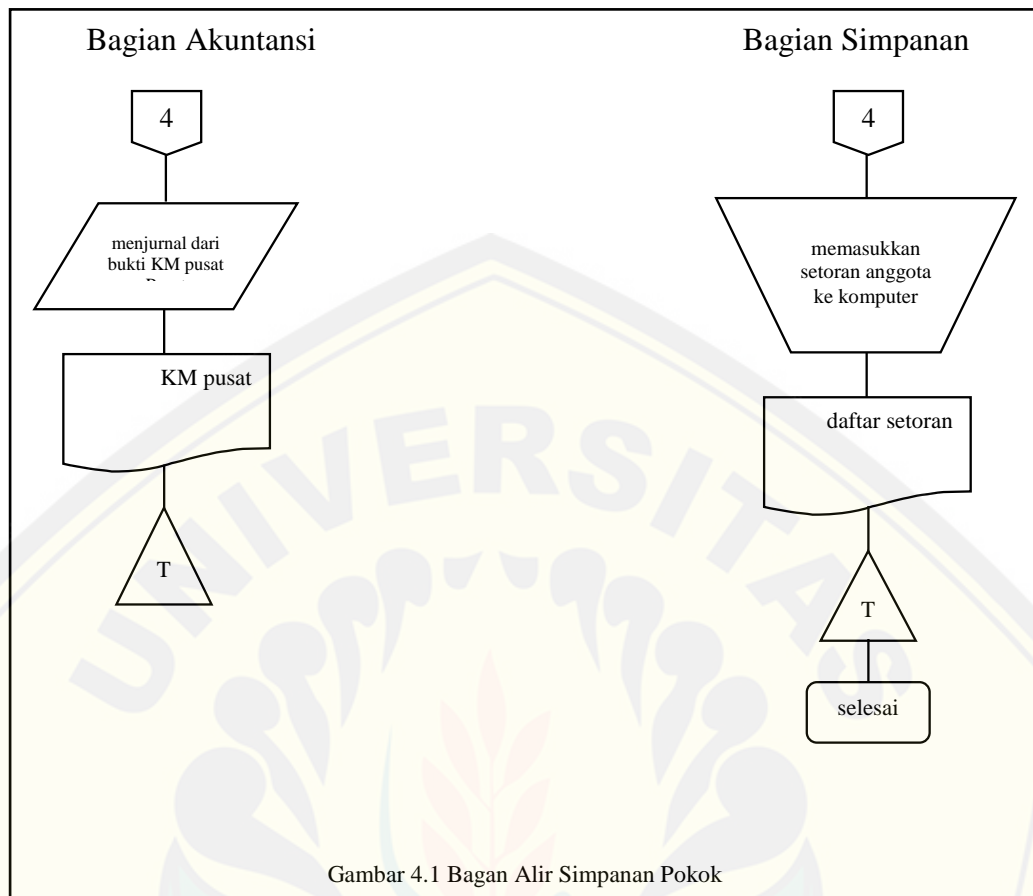 Bagian Akuntansi
4
menjurnal dari
bukti KM pusat
KM pusat
T
Bagian Simpanan
4
memasukkan
setoran anggota
ke komputer
daftar setoran
T
selesai
UNIVERSITAS
Gambar 4.1 Bagan Alir Simpanan Pokok